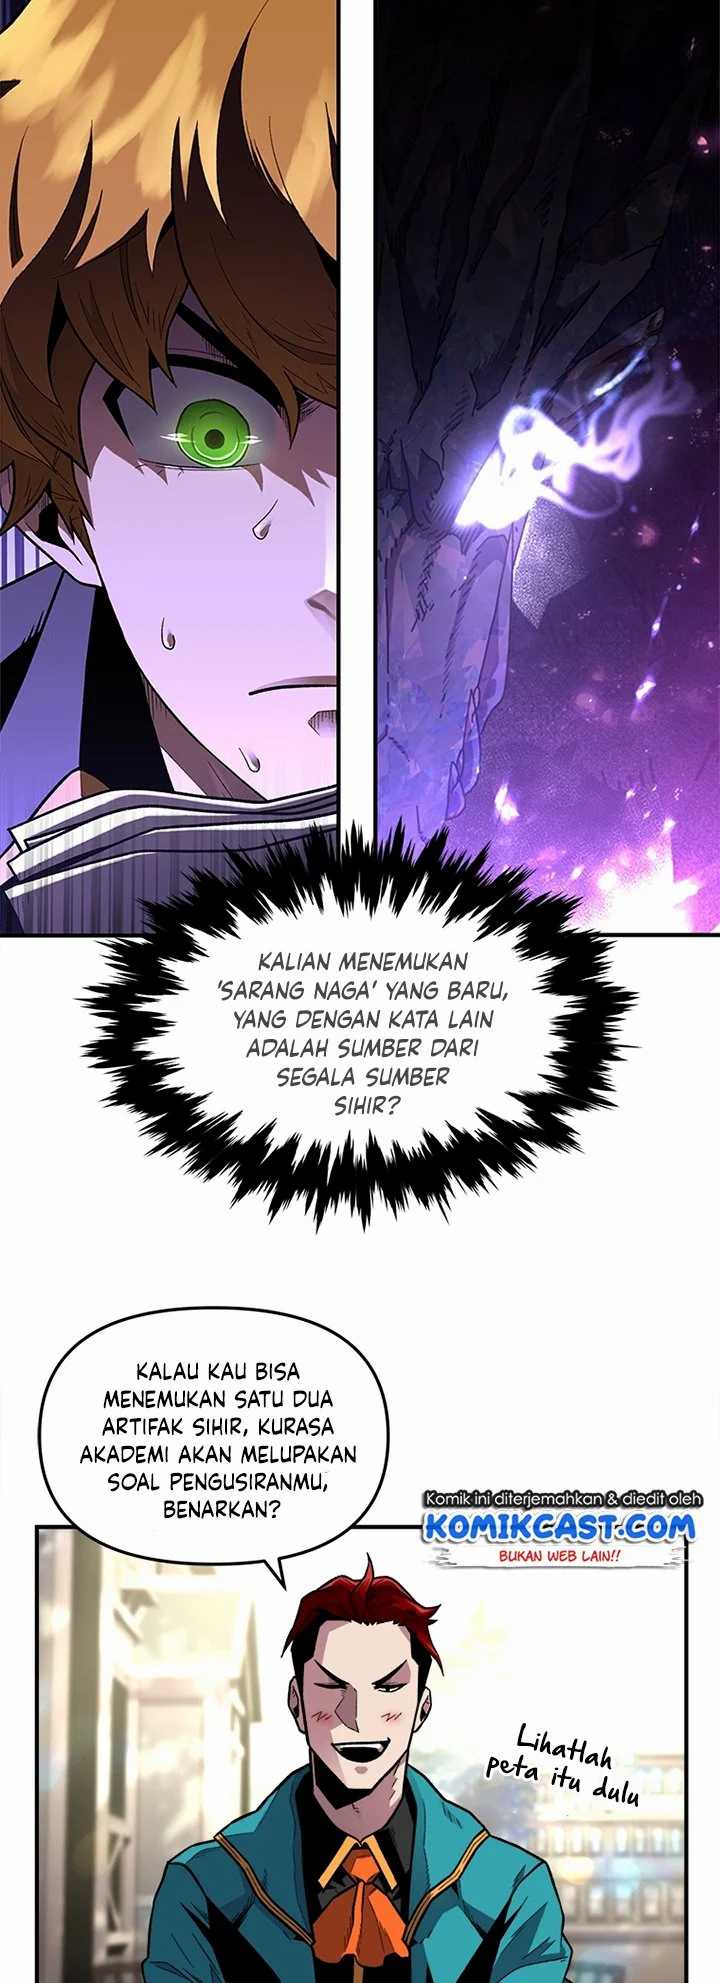 KALIAN MENEMUKAN
'SARANG NAGA' YANG BARU,
YANG DENGAN KATA LAIN
ADALAH SUMBER DARI
SEGALA SUMBER
SIHIR?
KALAU KAU BISA
MENEMUKAN SATU DUA
ARTIFAK SIHIR, KURASA
AKADEMI AKAN MELUPAKAN
SOAL PENGUSIRANMU,
BENARKAN?
Komik ini diterjemahkan & diedit oleh
KOMIKCAST.COM
BUKAN WEB LAIN!!
Lihatlah
peta itu dulu